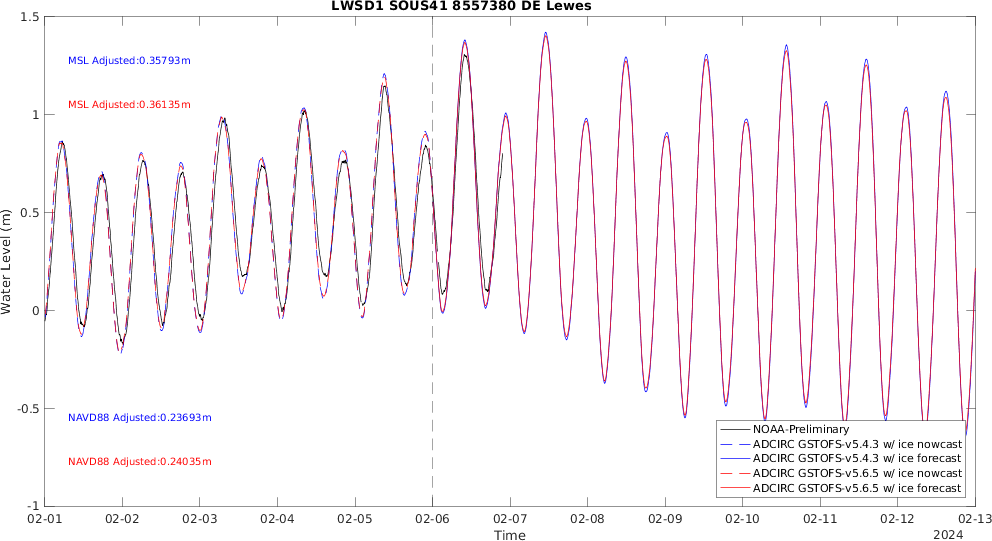 LWSD1 SOUS41 8557380 DE Lewes
1.5
1
0.5
0
-0.5
-1
Water Level (m)
MSL Adjusted:0.35793m
MSL Adjusted:0.36135m
NAVD88 Adjusted:0.23693m
NAVD88 Adjusted:0.24035m
NOAA-Preliminary
ADCIRC GSTOFS-v5.4.3 w/ ice nowcast
ADCIRC GSTOFS-v5.4.3 w/ ice forecast
ADCIRC GSTOFS-v5.6.5 w/ ice nowcast
ADCIRC GSTOFS-v5.6.5 w/ ice forecast
02-01 02-02 02-03 02-04 02-05 02-06 02-07 02-08 02-09 02-10 02-11 02-12 02-13
Time
2024